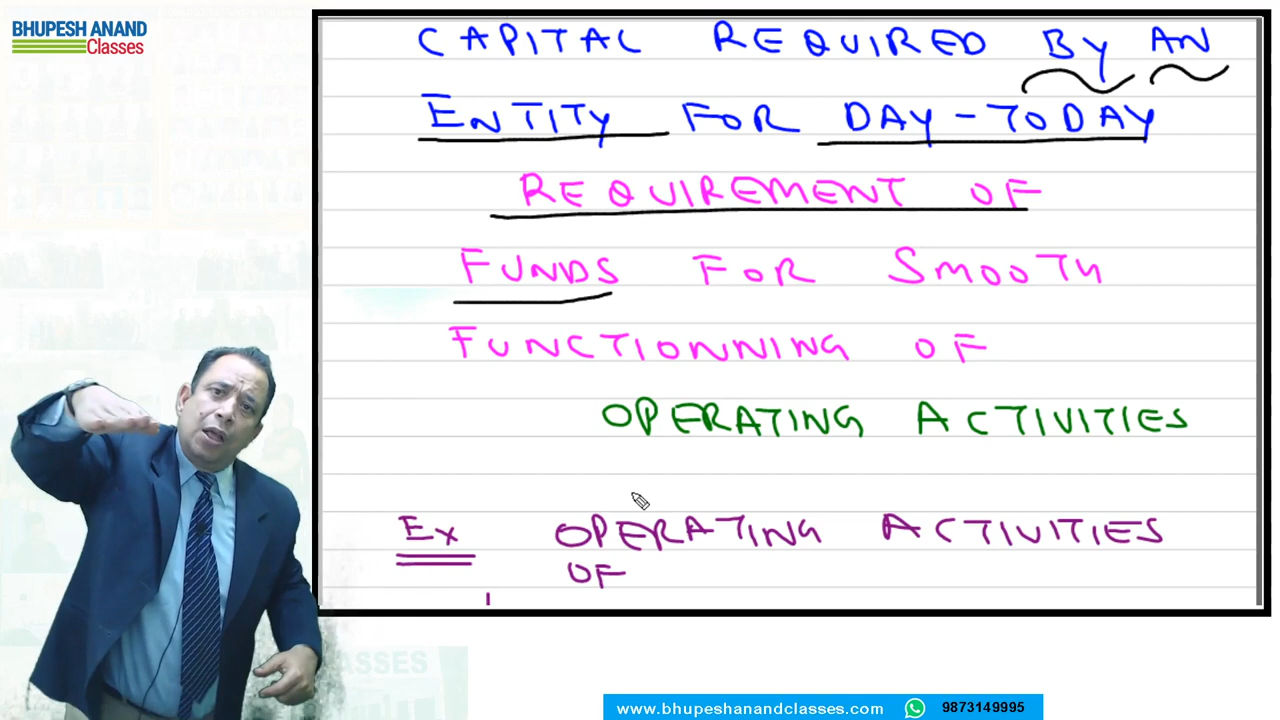 BHUPESH ANAND
Classes
CAPITAL REQUIRED BY AN
ENTITY FOR DAY-TODAY
REQUIREMENT OF
FUNDS FOR SMOOTH
FUNCTIONNING OF
OPERATING ACTIVITIES
Ex OPERATING ACTIVITIES
OF
CLASSES
www.bhupeshanandclasses.com 9873149995